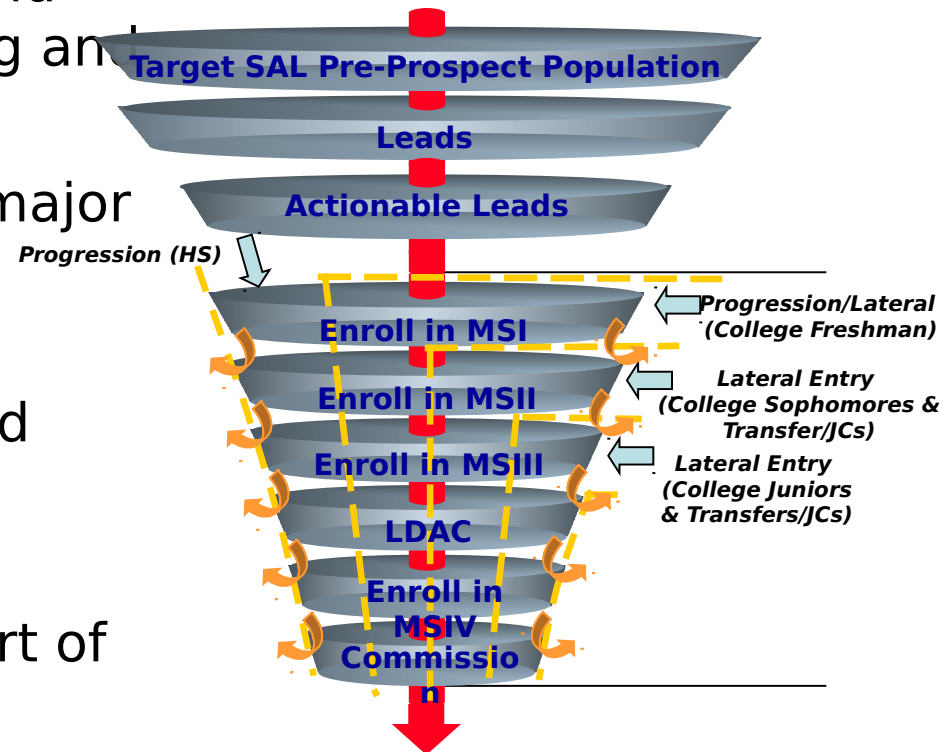 g and
major
d
rt of
Target SAL Pre-Prospect Population
Leads
Actionable Leads
Progression (HS)
Enroll in MSI
Progression/Lateral
(College Freshman)
Enroll in MSII
Lateral Entry
(College Sophomores &
Transfer/JCs)
Enroll in MSIII
Lateral Entry
(College Juniors
& Transfers/JCs)
LDAC
Enroll in
MSIV
Commissio
n